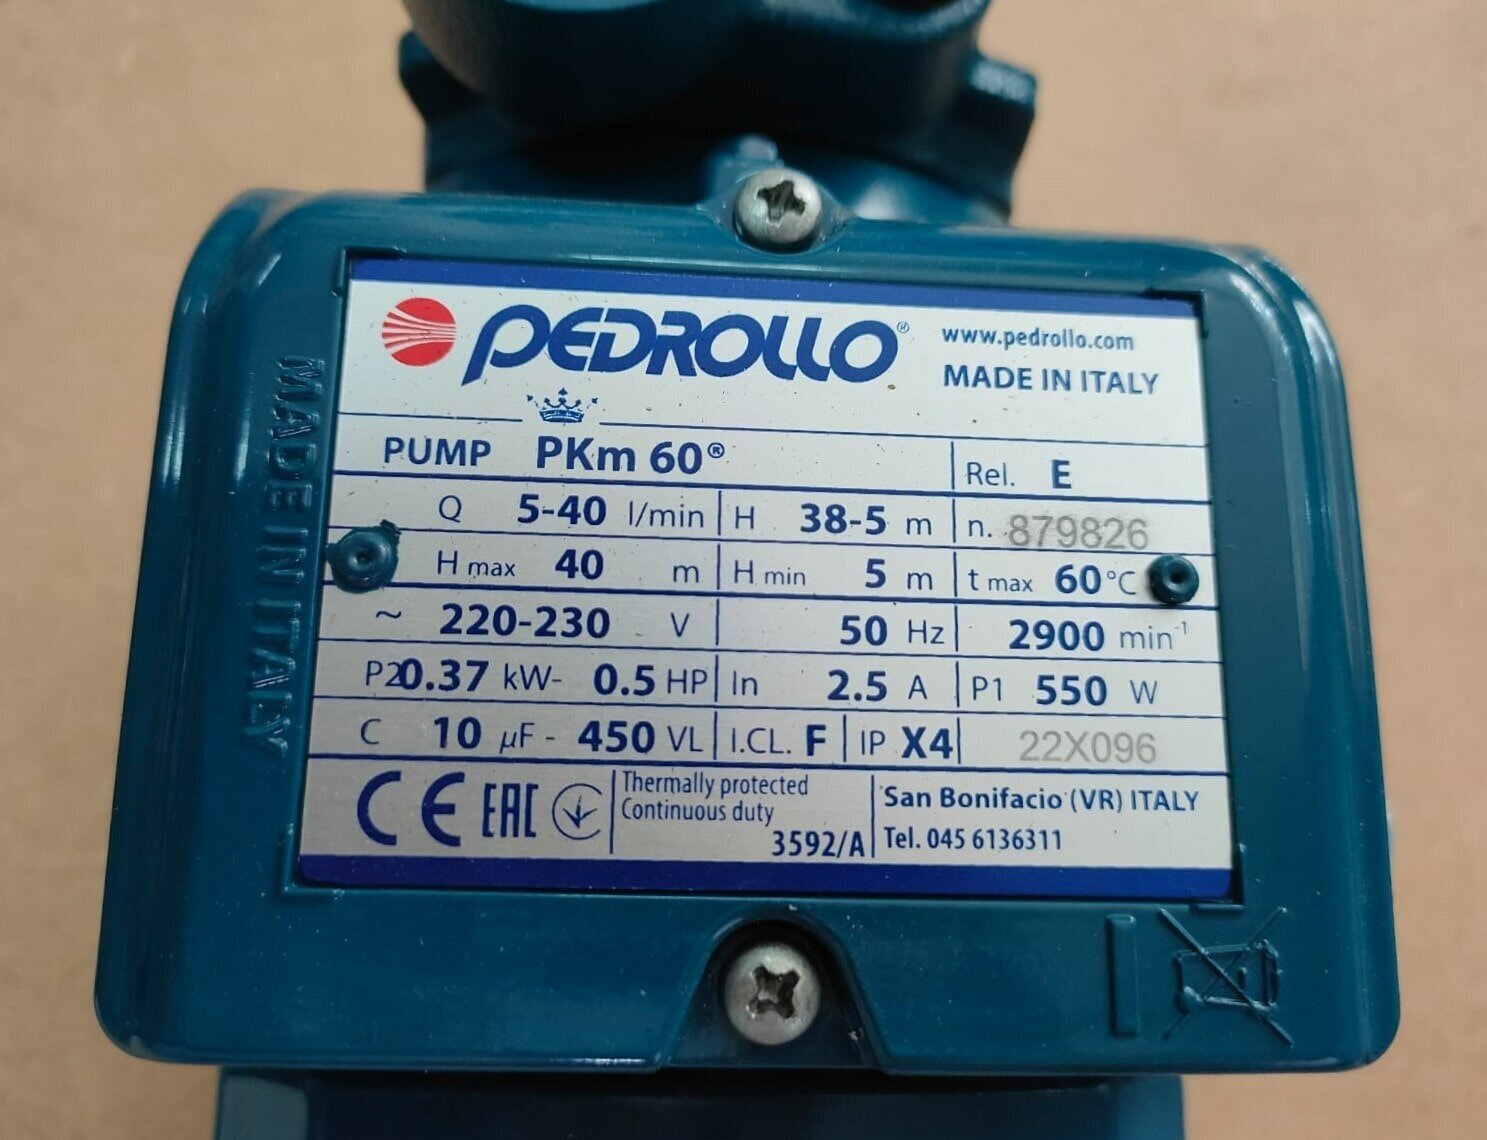 PEDROLLO®
www.pedrollo.com
MADE IN ITALY
PUMP PKm 60® Rel. E
Q 5-40 l/min H 38-5 m n. 879826
H max 40 m H min 5 m t max 60 °C
~ 220-230 V 50 Hz 2900 min-1
P2 0.37 kW- 0.5 HP In 2.5 A P1 550 W
C 10 µF - 450 VL I.CL. F IP X4 22X096
CE EAC Thermally protected
Continuous duty
3592/A
San Bonifacio (VR) ITALY
Tel. 045 6136311
MADE IN ITALY